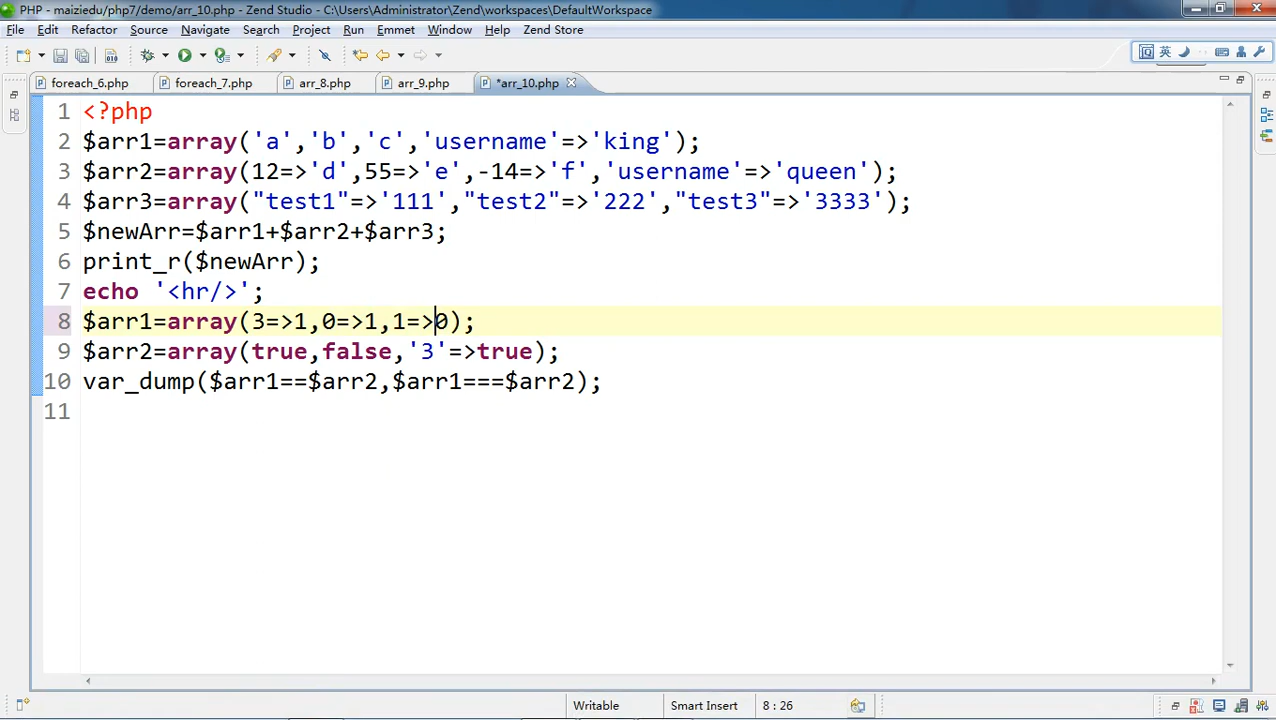 PHP - maiziedu/php7/demo/arr_10.php - Zend Studio - C:\Users\Administrator\Zend\workspaces\DefaultWorkspace
File Edit Refactor Source Navigate Search Project Run Emmet Window Help Zend Store
英
foreach_6.php foreach_7.php arr_8.php arr_9.php *arr_10.php
1 <?php
2 $arr1=array('a','b','c','username'=>'king');
3 $arr2=array(12=>'d',55=>'e',-14=>'f','username'=>'queen');
4 $arr3=array("test1"=>'111',"test2"=>'222',"test3"=>'3333');
5 $newArr=$arr1+$arr2+$arr3;
6 print_r($newArr);
7 echo '<hr/>';
8 $arr1=array(3=>1,0=>1,1=>0);
9 $arr2=array(true,false,'3'=>true);
10 var_dump($arr1==$arr2,$arr1===$arr2);
11
Writable Smart Insert 8 : 26